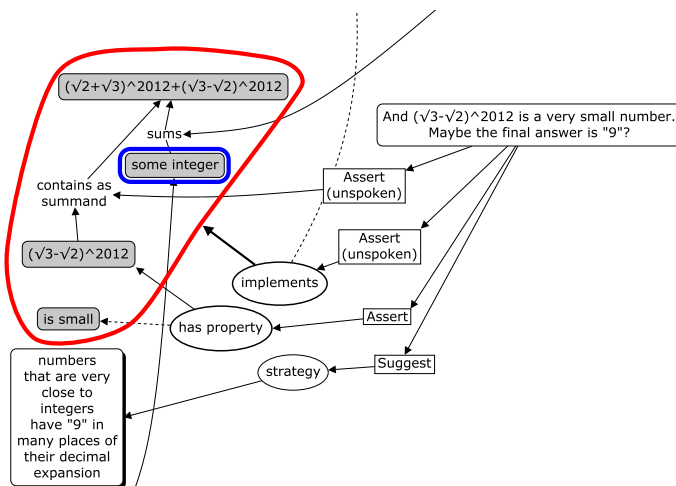 (√2+√3)^2012+(√3-√2)^2012
And (√3-√2)^2012 is a very small number.
Maybe the final answer is "9"?
sums
some integer
Assert
(unspoken)
contains as
summand
Assert
(unspoken)
(√3-√2)^2012
implements
is small
has property
Assert
numbers
that are very
close to
integers
have "9" in
many places of
their decimal
expansion
strategy
Suggest